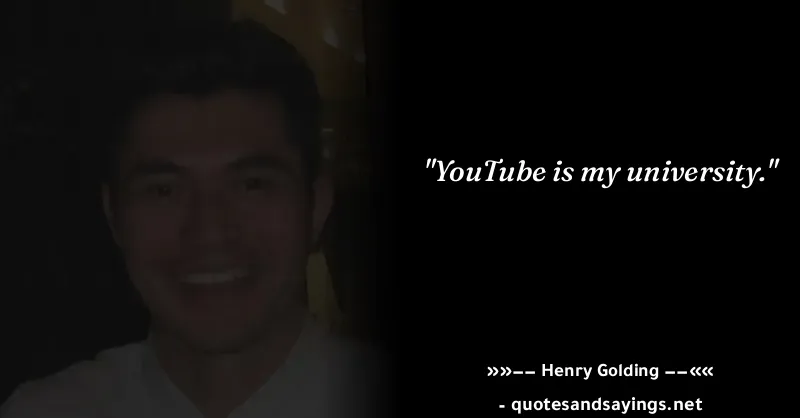 "YouTube is my university."
»»−− Henry Golding −−««
- quotesandsayings.net